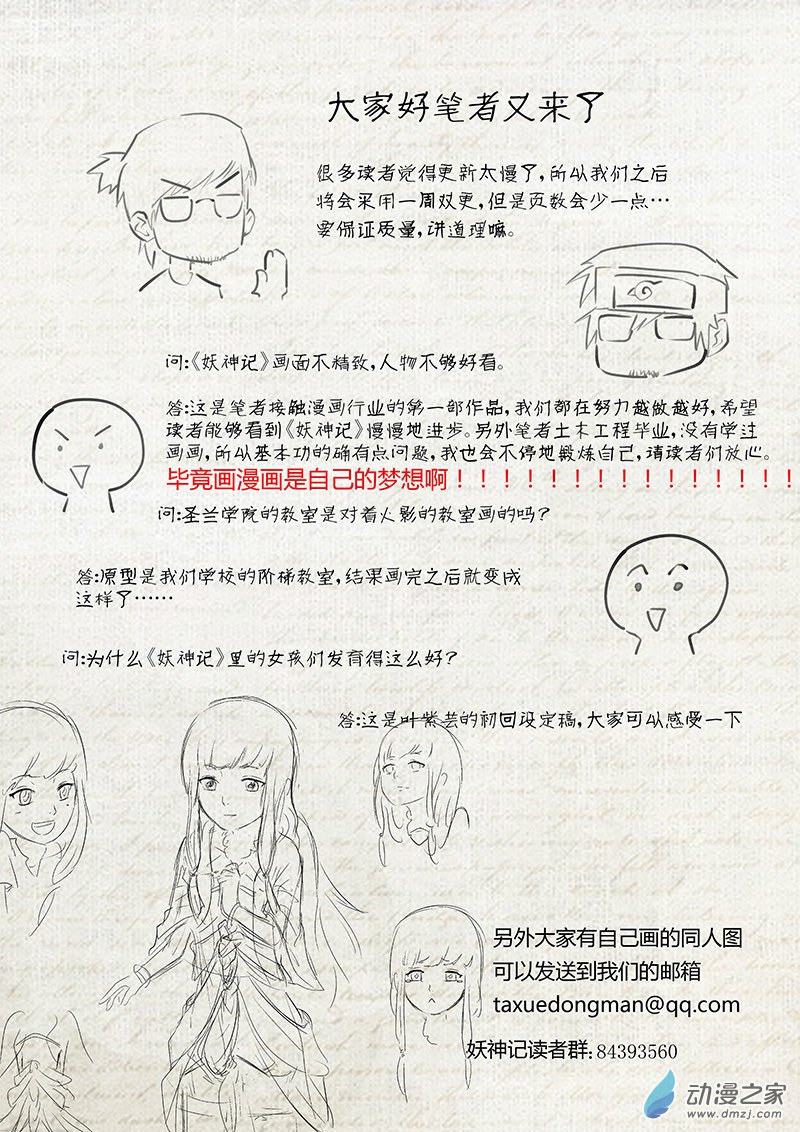 大家好笔者又来了
很多读者觉得更新太慢了，所以我们之后
将会采用一周双更，但是页数会少一点…
要保证质量，讲道理嘛。
问：《妖神记》画面不精致，人物不够好看。
答：这是笔者接触漫画行业的第一部作品，我们都在努力越做越好，希望
读者能够看到《妖神记》慢慢地进步。另外笔者土木工程毕业，没有学过
画画，所以基本功的确有点问题，我也会不停地锻炼自己，请读者们放心。
毕竟画漫画是自己的梦想啊！！！！！！！！！！！！！！！
问：圣兰学院的教室是对着火影的教室画的吗？
答：原型是我们学校的阶梯教室，结果画完之后就变成
这样了……
问：为什么《妖神记》里的女孩们发育得这么好？
答：这是叶紫芸的初回设定稿，大家可以感受一下
另外大家有自己画的同人图
可以发送到我们的邮箱
taxuedongman@qq.com
妖神记读者群：84393560
动漫之家
www.dmzj.com